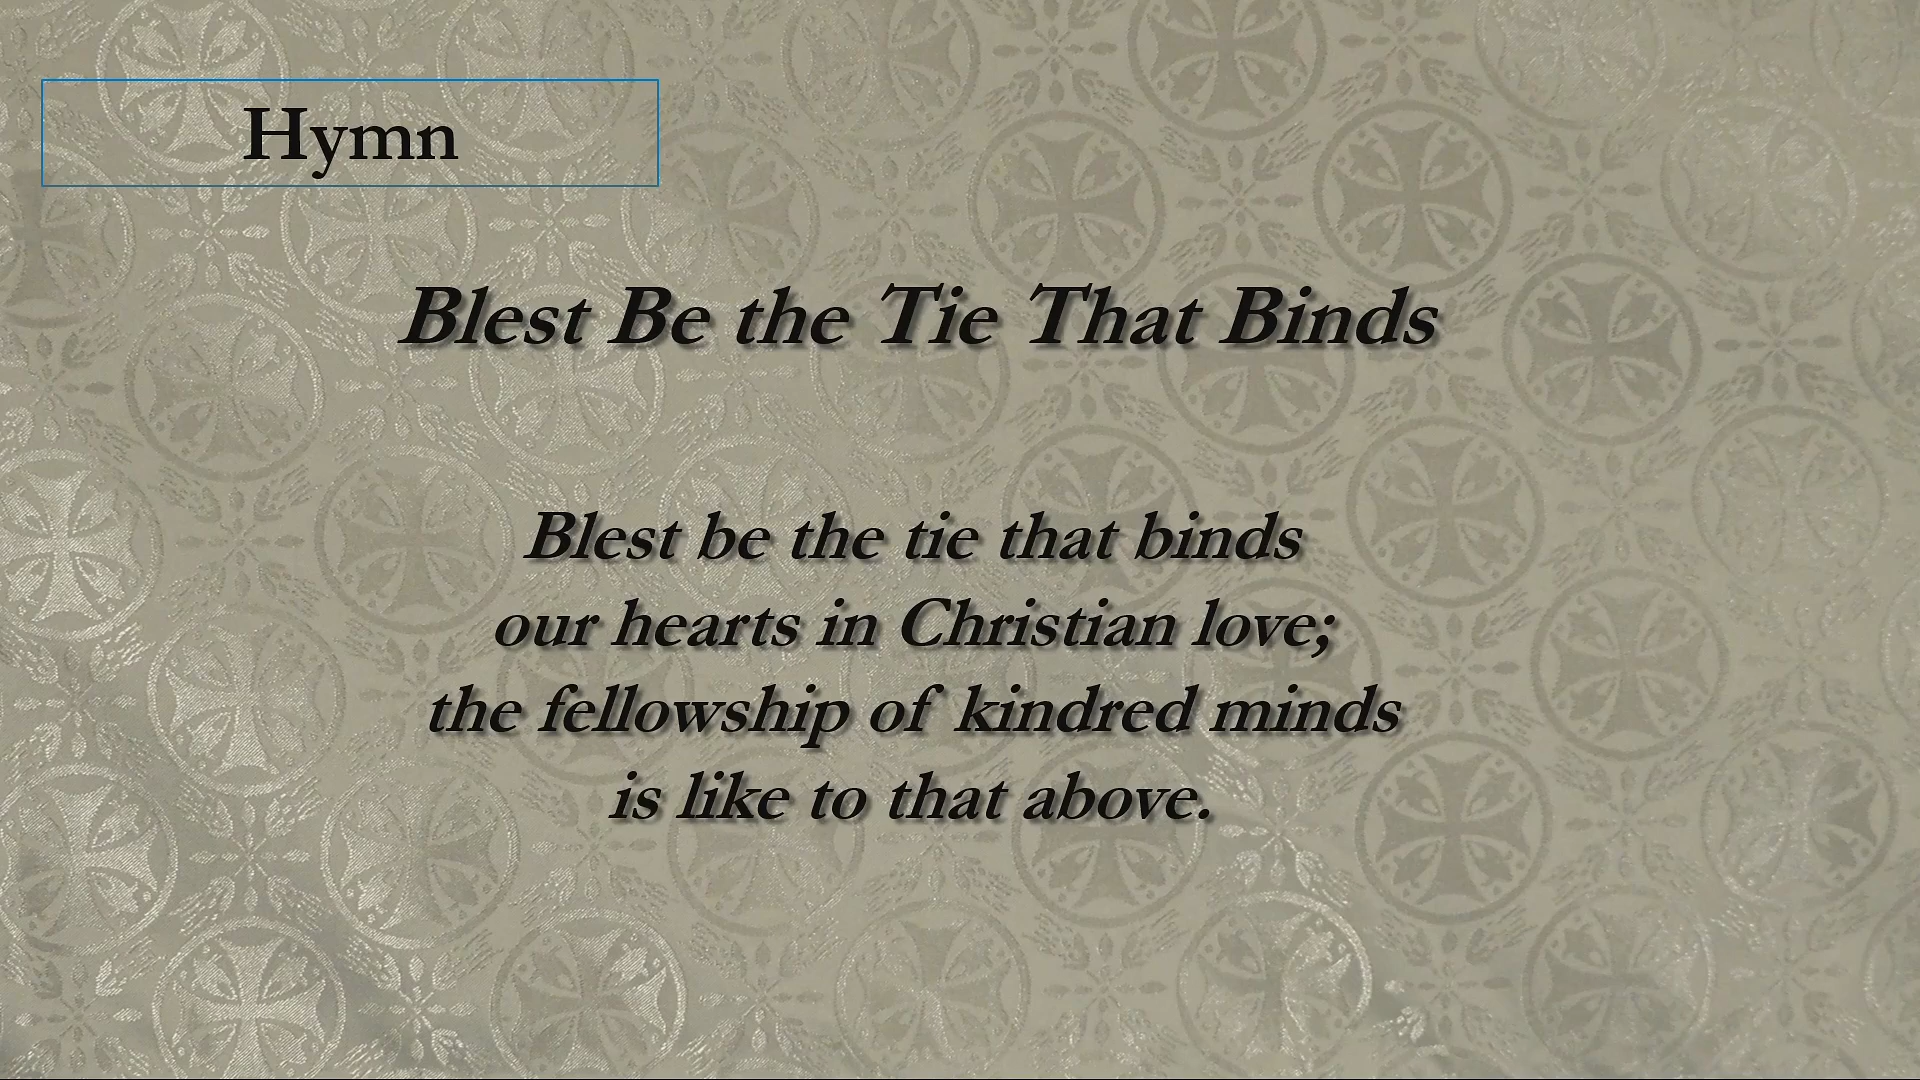 Hymn
Blest Be the Tie That Binds
Blest be the tie that binds
our hearts in Christian love;
the fellowship of kindred minds
is like to that above.